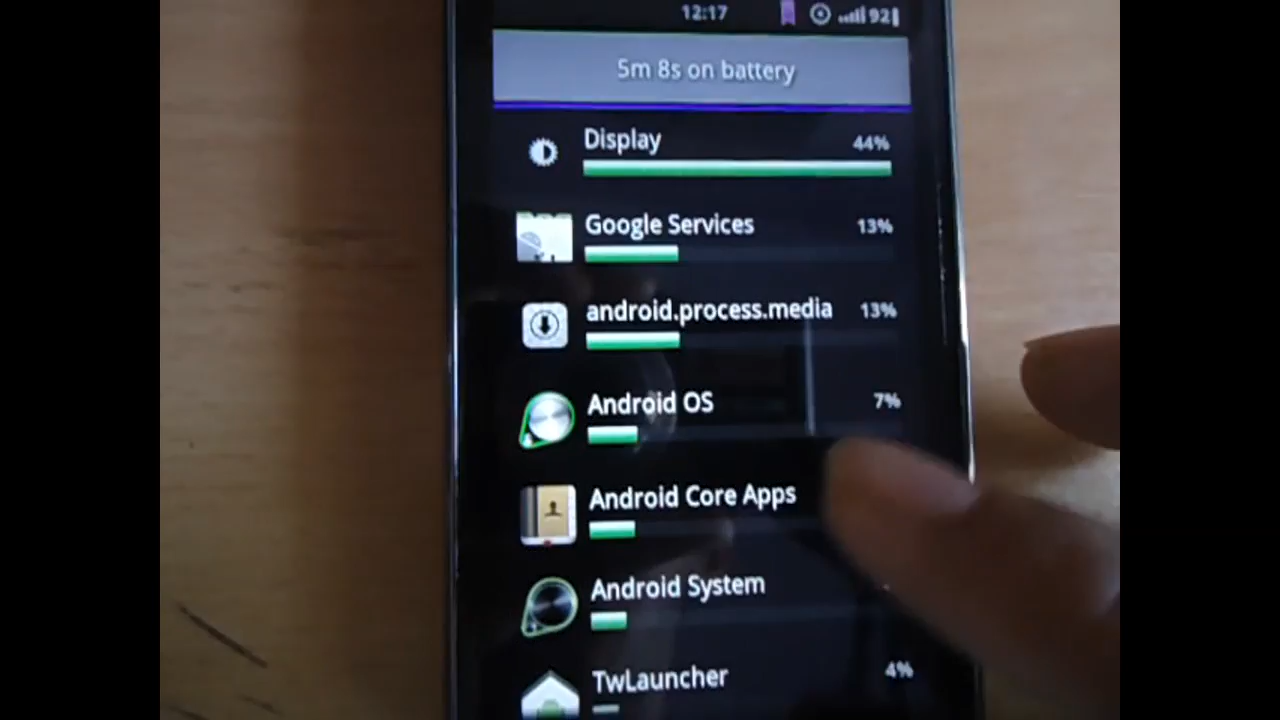 12:17 92
5m 8s on battery
Display 44%
Google Services 13%
android.process.media 13%
Android OS 7%
Android Core Apps
Android System
TwLauncher 4%